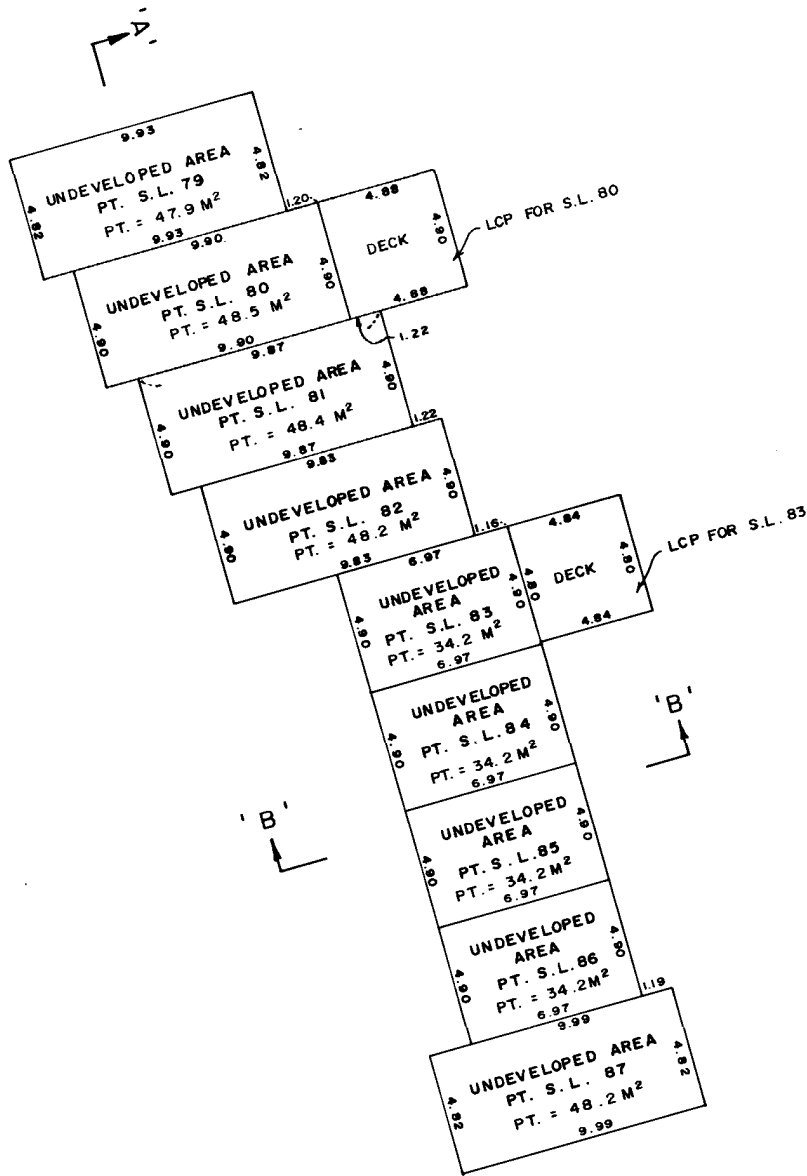 'A'
9.93
UNDEVELOPED AREA
PT. S.L. 79
PT. = 47.9 M²
4.82
4.82
9.93
1.20
4.88
9.90
UNDEVELOPED AREA
PT. S.L. 80
PT. = 48.5 M²
4.90
4.90
9.90
DECK
4.90
4.88
LCP FOR S.L. 80
1.22
9.87
UNDEVELOPED AREA
PT. S.L. 81
PT. = 48.4 M²
4.90
4.90
9.87
1.22
9.83
UNDEVELOPED AREA
PT. S.L. 82
PT. = 48.2 M²
4.90
4.90
9.83
1.16
4.84
6.97
UNDEVELOPED
AREA
PT. S.L. 83
PT. = 34.2 M²
4.90
4.90
6.97
4.80
DECK
4.80
4.84
LCP FOR S.L. 83
UNDEVELOPED
AREA
PT. S.L. 84
PT. = 34.2 M²
4.90
4.90
6.97
'B'
'B'
UNDEVELOPED
AREA
PT. S.L. 85
PT. = 34.2 M²
4.90
4.90
6.97
UNDEVELOPED
AREA
PT. S.L. 86
PT. = 34.2 M²
4.90
4.90
6.97
1.19
9.99
UNDEVELOPED AREA
PT. S.L. 87
PT. = 48.2 M²
4.82
4.82
9.99